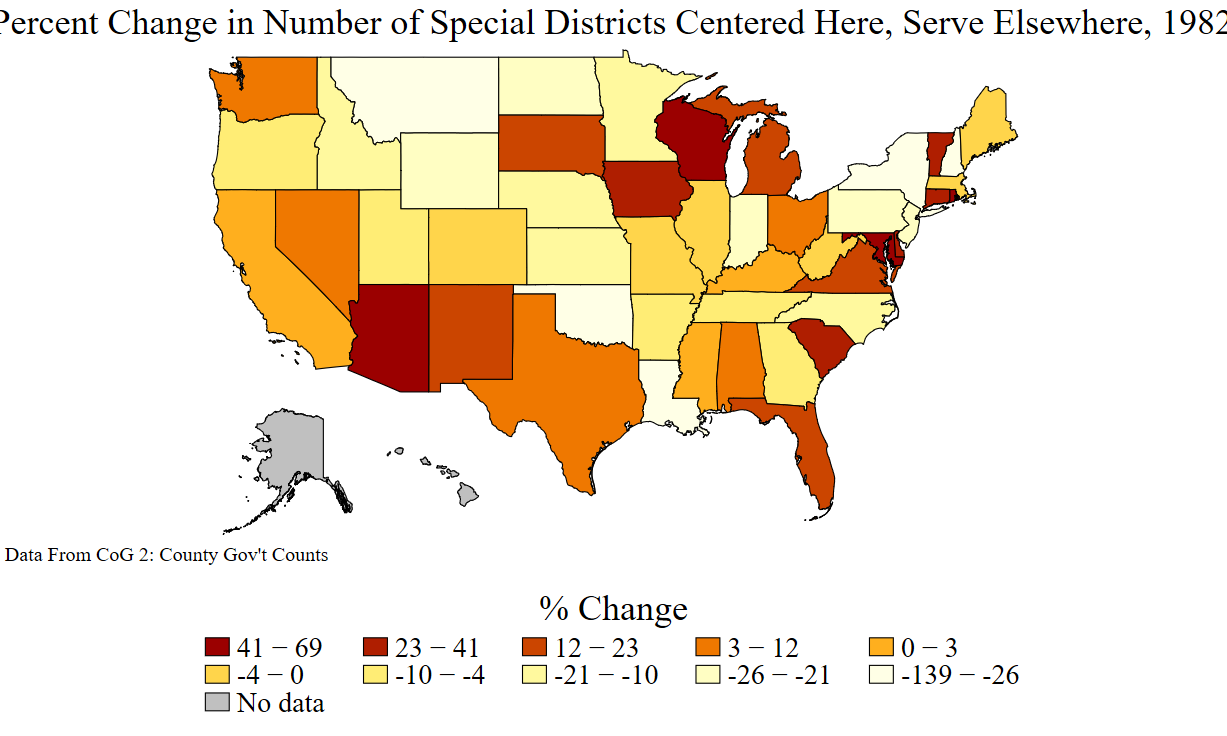 Percent Change in Number of Special Districts Centered Here, Serve Elsewhere, 1982
Data From CoG 2: County Gov't Counts
% Change
41 − 69
23 − 41
12 − 23
3 − 12
0 − 3
-4 − 0
-10 − -4
-21 − -10
-26 − -21
-139 − -26
No data